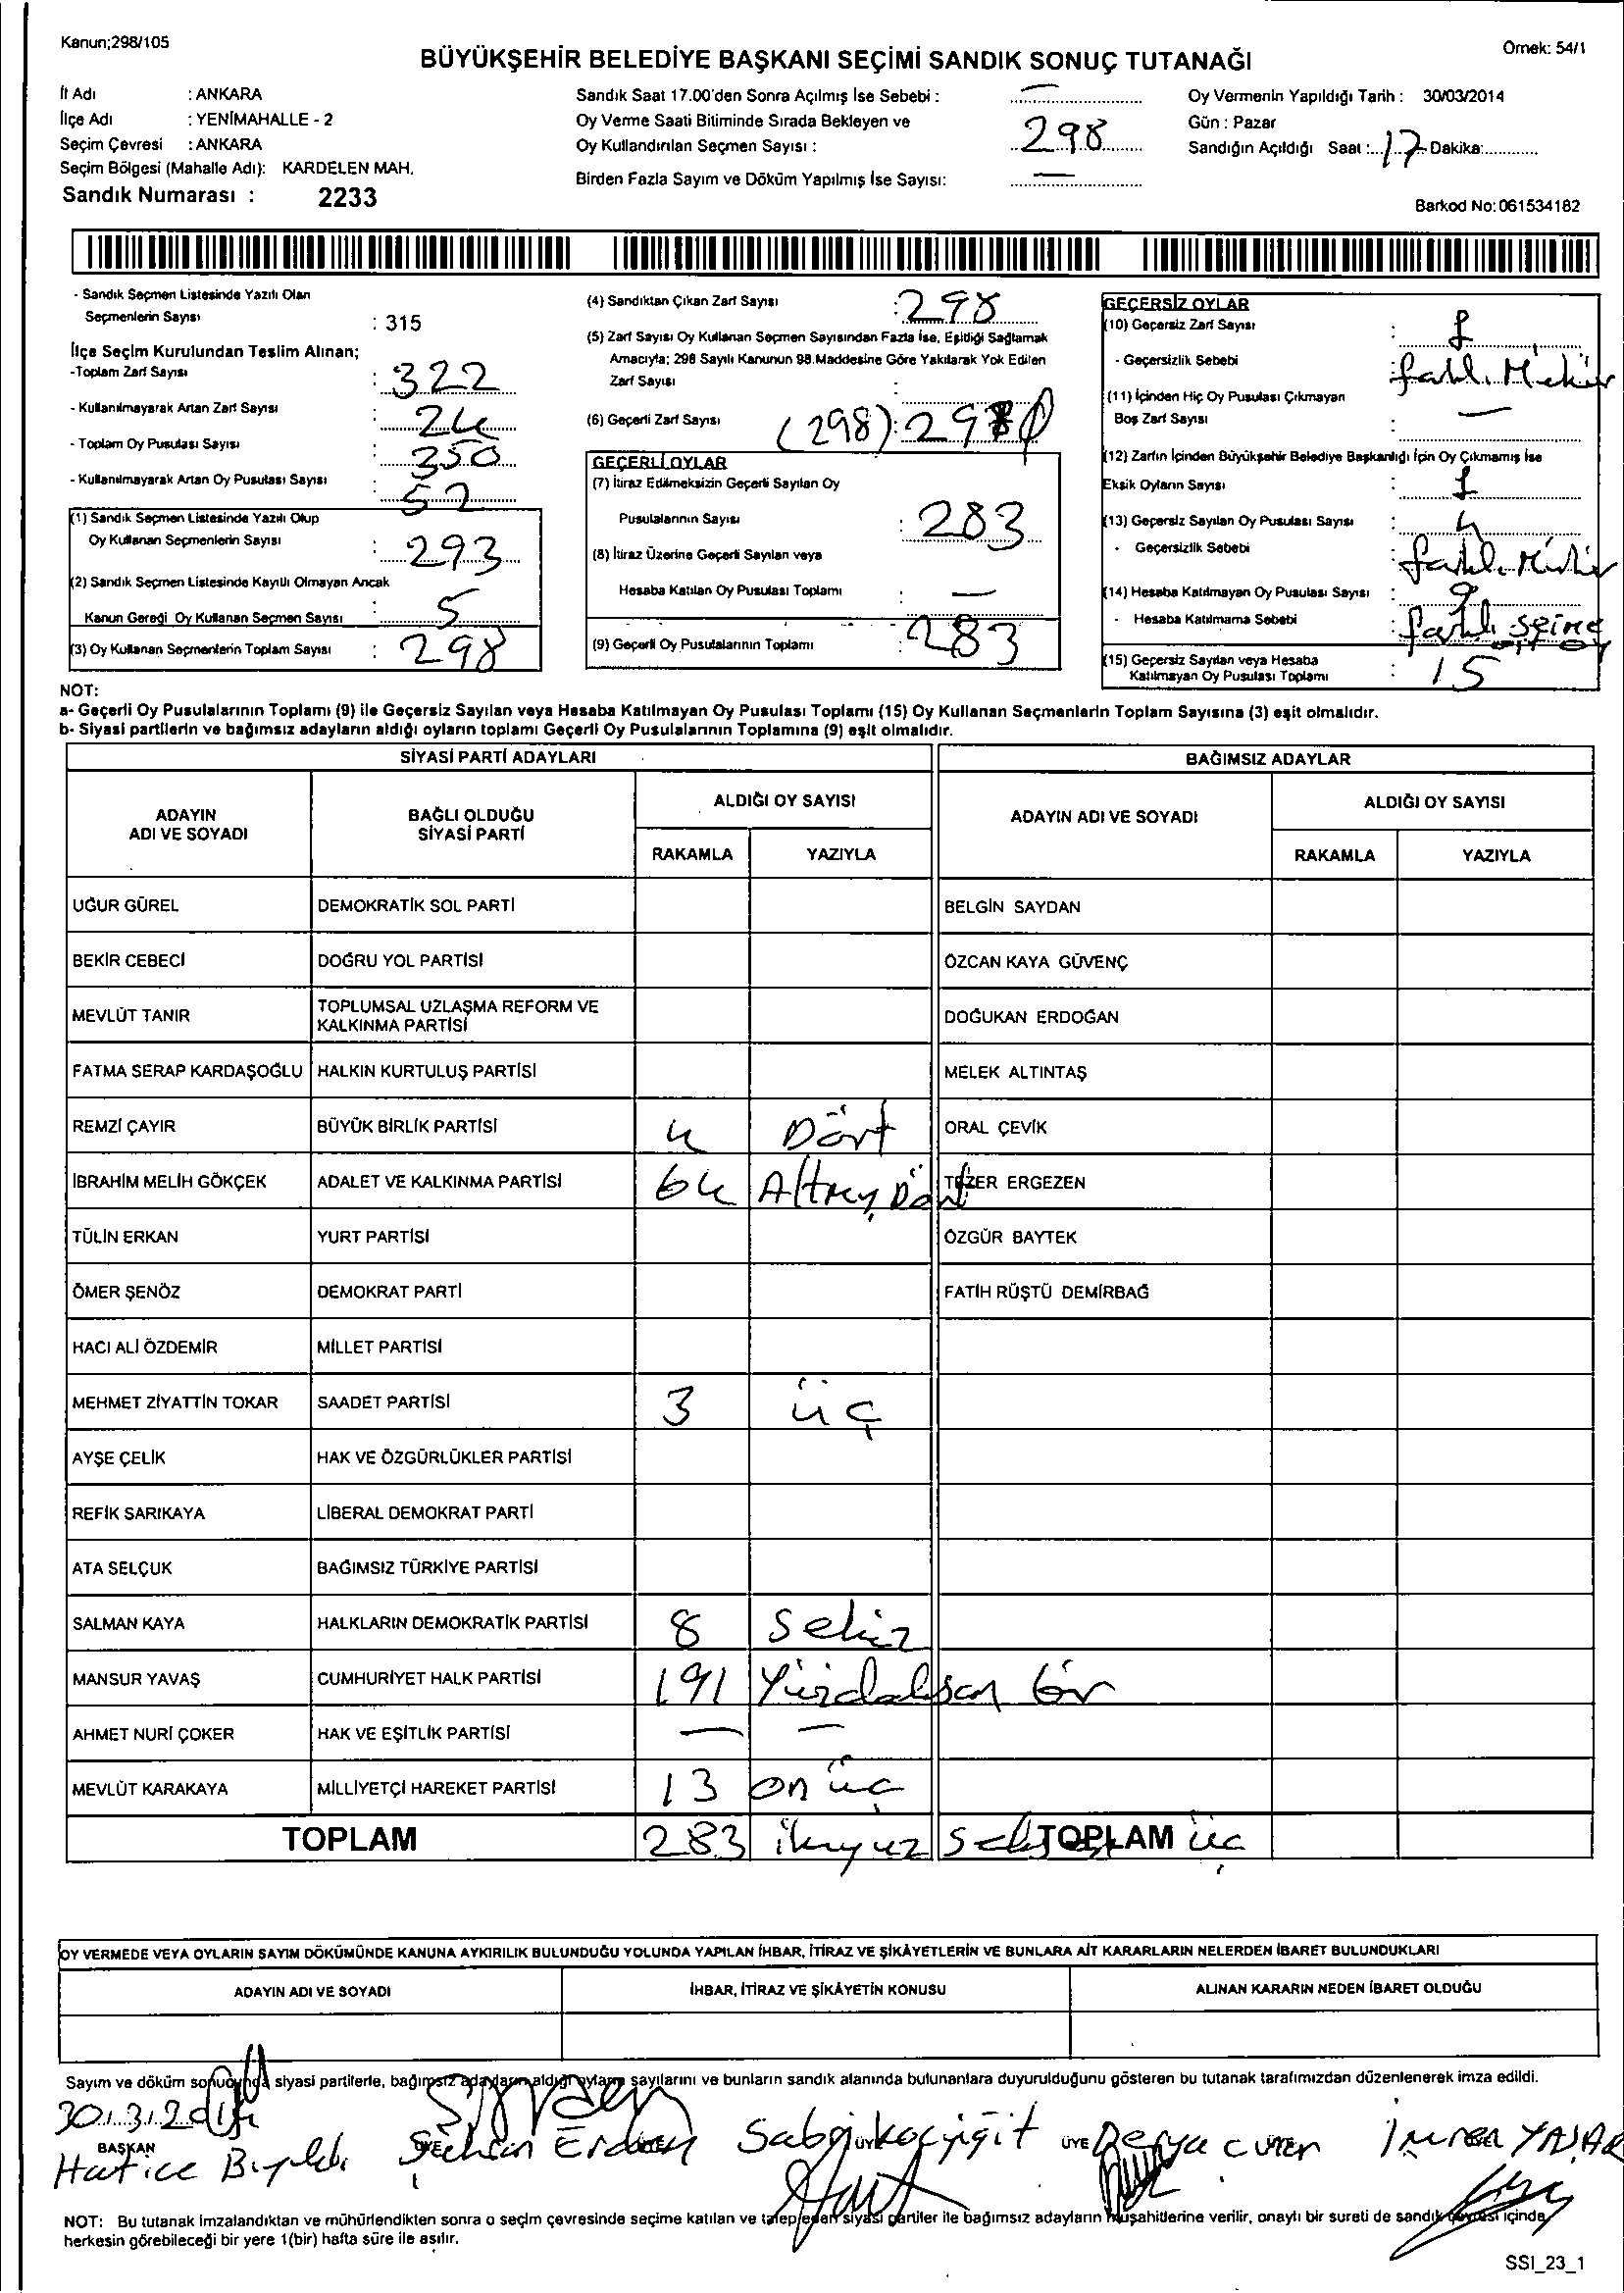 Kanun;298/105
Örnek: 54/1
BÜYÜKŞEHİR BELEDİYE BAŞKANI SEÇİMİ SANDIK SONUÇ TUTANAĞI
İl Adı : ANKARA
İlçe Adı : YENİMAHALLE - 2
Seçim Çevresi : ANKARA
Seçim Bölgesi (Mahalle Adı): KARDELEN MAH.
Sandık Numarası : 2233
Sandık Saat 17.00'den Sonra Açılmış İse Sebebi : —
Oy Verme Saati Bitiminde Sırada Bekleyen ve
Oy Kullandırılan Seçmen Sayısı : 298
Birden Fazla Sayım ve Döküm Yapılmış İse Sayısı: —
Oy Vermenin Yapıldığı Tarih : 30/03/2014
Gün : Pazar
Sandığın Açıldığı Saat : 17 Dakika:
Barkod No: 061534182
- Sandık Seçmen Listesinde Yazılı Olan
Seçmenlerin Sayısı : 315
İlçe Seçim Kurulundan Teslim Alınan;
-Toplam Zarf Sayısı : 322
- Kullanılmayarak Artan Zarf Sayısı : 24
- Toplam Oy Pusulası Sayısı : 350
- Kullanılmayarak Artan Oy Pusulası Sayısı : 52
(1) Sandık Seçmen Listesinde Yazılı Olup
Oy Kullanan Seçmenlerin Sayısı : 293
(2) Sandık Seçmen Listesinde Kayıtlı Olmayan Ancak
Kanun Gereği Oy Kullanan Seçmen Sayısı : 5
(3) Oy Kullanan Seçmenlerin Toplam Sayısı : 298
(4) Sandıktan Çıkan Zarf Sayısı : 298
(5) Zarf Sayısı Oy Kullanan Seçmen Sayısından Fazla İse, Eşitliği Sağlamak
Amacıyla; 298 Sayılı Kanunun 98.Maddesine Göre Yakılarak Yok Edilen
Zarf Sayısı :
(6) Geçerli Zarf Sayısı (298) :
GEÇERLİ OYLAR
(7) İtiraz Edilmeksizin Geçerli Sayılan Oy
Pusulalarının Sayısı : 283
(8) İtiraz Üzerine Geçerli Sayılan veya
Hesaba Katılan Oy Pusulası Toplamı : —
(9) Geçerli Oy Pusulalarının Toplamı : 283
GEÇERSİZ OYLAR
(10) Geçersiz Zarf Sayısı : 1
- Geçersizlik Sebebi : farklı Mühür
(11) İçinden Hiç Oy Pusulası Çıkmayan
Boş Zarf Sayısı : —
(12) Zarfın İçinden Büyükşehir Belediye Başkanlığı İçin Oy Çıkmamış İse
Eksik Oyların Sayısı : 1
(13) Geçersiz Sayılan Oy Pusulası Sayısı : 4
- Geçersizlik Sebebi : farklı Mühür
(14) Hesaba Katılmayan Oy Pusulası Sayısı : 9
- Hesaba Katılmama Sebebi : farklı
(15) Geçersiz Sayılan veya Hesaba
Katılmayan Oy Pusulası Toplamı : 15
NOT:
a- Geçerli Oy Pusulalarının Toplamı (9) ile Geçersiz Sayılan veya Hesaba Katılmayan Oy Pusulası Toplamı (15) Oy Kullanan Seçmenlerin Toplam Sayısına (3) eşit olmalıdır.
b- Siyasi partilerin ve bağımsız adayların aldığı oyların toplamı Geçerli Oy Pusulalarının Toplamına (9) eşit olmalıdır.
SİYASİ PARTİ ADAYLARI
BAĞIMSIZ ADAYLAR
ADAYIN
ADI VE SOYADI
BAĞLI OLDUĞU
SİYASİ PARTİ
ALDIĞI OY SAYISI
RAKAMLA YAZIYLA
ADAYIN ADI VE SOYADI
ALDIĞI OY SAYISI
RAKAMLA YAZIYLA
UĞUR GÜREL DEMOKRATİK SOL PARTİ BELGİN SAYDAN
BEKİR CEBECİ DOĞRU YOL PARTİSİ ÖZCAN KAYA GÜVENÇ
MEVLÜT TANIR TOPLUMSAL UZLAŞMA REFORM VE
KALKINMA PARTİSİ DOĞUKAN ERDOĞAN
FATMA SERAP KARDAŞOĞLU HALKIN KURTULUŞ PARTİSİ MELEK ALTINTAŞ
REMZİ ÇAYIR BÜYÜK BİRLİK PARTİSİ 4 Dört ORAL ÇEVİK
İBRAHİM MELİH GÖKÇEK ADALET VE KALKINMA PARTİSİ 64 Altmış Dört TEZER ERGEZEN
TÜLİN ERKAN YURT PARTİSİ ÖZGÜR BAYTEK
ÖMER ŞENÖZ DEMOKRAT PARTİ FATİH RÜŞTÜ DEMİRBAĞ
HACI ALİ ÖZDEMİR MİLLET PARTİSİ
MEHMET ZİYATTİN TOKAR SAADET PARTİSİ 3 üç
AYŞE ÇELİK HAK VE ÖZGÜRLÜKLER PARTİSİ
REFİK SARIKAYA LİBERAL DEMOKRAT PARTİ
ATA SELÇUK BAĞIMSIZ TÜRKİYE PARTİSİ
SALMAN KAYA HALKLARIN DEMOKRATİK PARTİSİ 8 Sekiz
MANSUR YAVAŞ CUMHURİYET HALK PARTİSİ 191 Yüzdoksan bir
AHMET NURİ ÇOKER HAK VE EŞİTLİK PARTİSİ — —
MEVLÜT KARAKAYA MİLLİYETÇİ HAREKET PARTİSİ 13 on üç
TOPLAM 283 ikiyüz Seksen üç TOPLAM
OY VERMEDE VEYA OYLARIN SAYIM DÖKÜMÜNDE KANUNA AYKIRILIK BULUNDUĞU YOLUNDA YAPILAN İHBAR, İTİRAZ VE ŞİKÂYETLERİN VE BUNLARA AİT KARARLARIN NELERDEN İBARET BULUNDUKLARI
ADAYIN ADI VE SOYADI İHBAR, İTİRAZ VE ŞİKÂYETİN KONUSU ALINAN KARARIN NEDEN İBARET OLDUĞU
Sayım ve döküm sonucunda siyasi partilerle, bağımsız adayların aldığı oyların sayılarını ve bunların sandık alanında bulunanlara duyurulduğunu gösteren bu tutanak tarafımızdan düzenlenerek imza edildi.
30.3.2014
BAŞKAN ÜYE ÜYE ÜYE
Hatice Şükran Erdem Koçyiğit Derya YAŞAR
NOT: Bu tutanak imzalandıktan ve mühürlendikten sonra o seçim çevresinde seçime katılan ve talep eden siyasi partiler ile bağımsız adayların müşahitlerine verilir, onaylı bir sureti de sandık çevresi içinde
herkesin görebileceği bir yere 1(bir) hafta süre ile asılır.
SSI_23_1